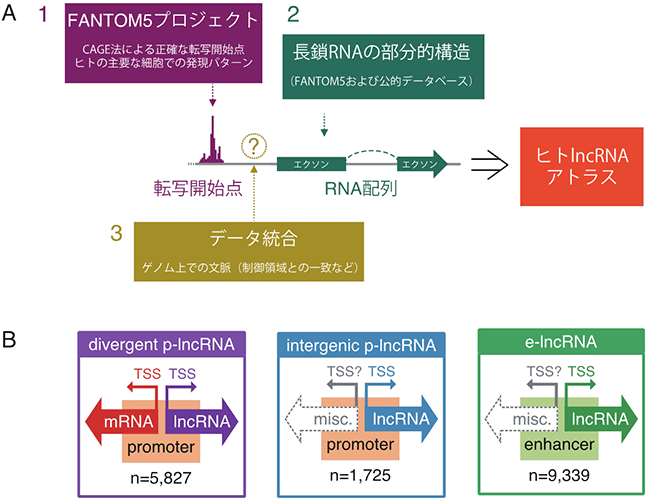 A
1
FANTOM5プロジェクト
CAGE法による正確な転写開始点
ヒトの主要な細胞での発現パターン
2
長鎖RNAの部分的構造
（FANTOM5および公的データベース）
?
エクソン
エクソン
転写開始点
RNA配列
ヒトlncRNA
アトラス
3
データ統合
ゲノム上での文脈（制御領域との一致など）
B
divergent p-lncRNA
TSS TSS
mRNA lncRNA
promoter
n=5,827
intergenic p-lncRNA
TSS? TSS
misc. lncRNA
promoter
n=1,725
e-lncRNA
TSS? TSS
misc. lncRNA
enhancer
n=9,339